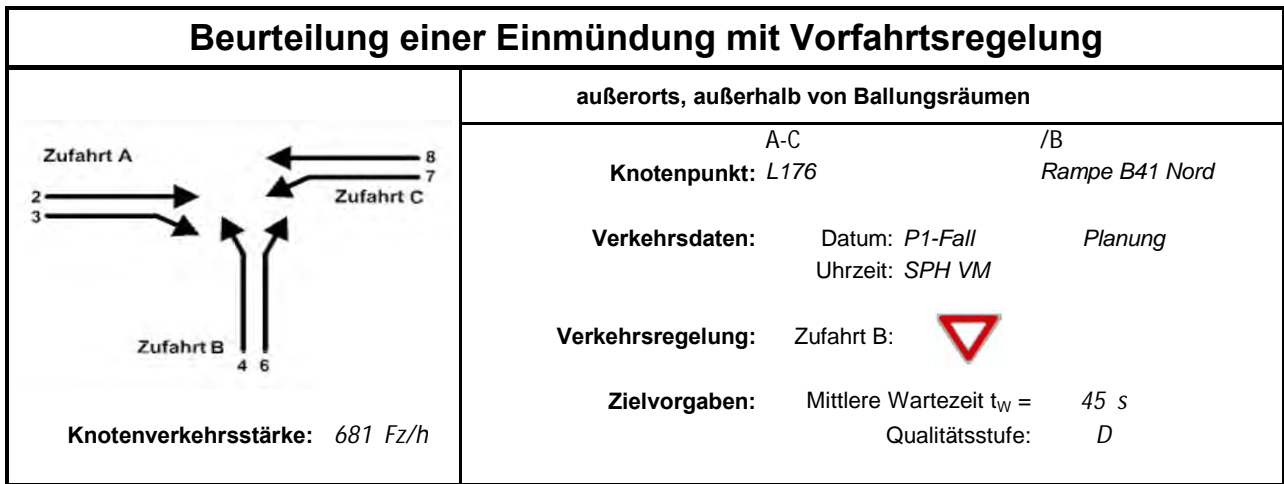 Beurteilung einer Einmündung mit Vorfahrtsregelung
außerorts, außerhalb von Ballungsräumen
Zufahrt A
8
7
Zufahrt C
2
3
Zufahrt B
4 6
Knotenverkehrsstärke: 681 Fz/h
A-C /B
Knotenpunkt: L176 Rampe B41 Nord
Verkehrsdaten: Datum: P1-Fall Planung
Uhrzeit: SPH VM
Verkehrsregelung: Zufahrt B:
Zielvorgaben: Mittlere Wartezeit tW = 45 s
Qualitätsstufe: D